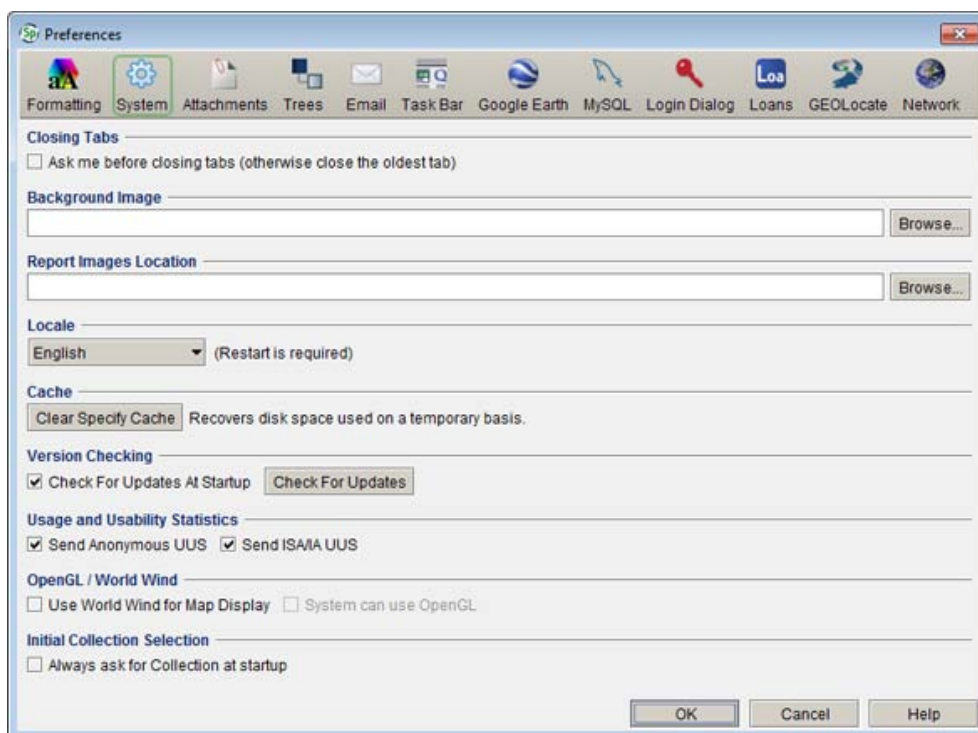 Sp Preferences
aA Loa
Formatting System Attachments Trees Email Task Bar Google Earth MySQL Login Dialog Loans GEOLocate Network
Closing Tabs
Ask me before closing tabs (otherwise close the oldest tab)
Background Image
Browse...
Report Images Location
Browse...
Locale
English (Restart is required)
Cache
Clear Specify Cache Recovers disk space used on a temporary basis.
Version Checking
Check For Updates At Startup Check For Updates
Usage and Usability Statistics
Send Anonymous UUS Send ISA/IA UUS
OpenGL / World Wind
Use World Wind for Map Display System can use OpenGL
Initial Collection Selection
Always ask for Collection at startup
OK Cancel Help